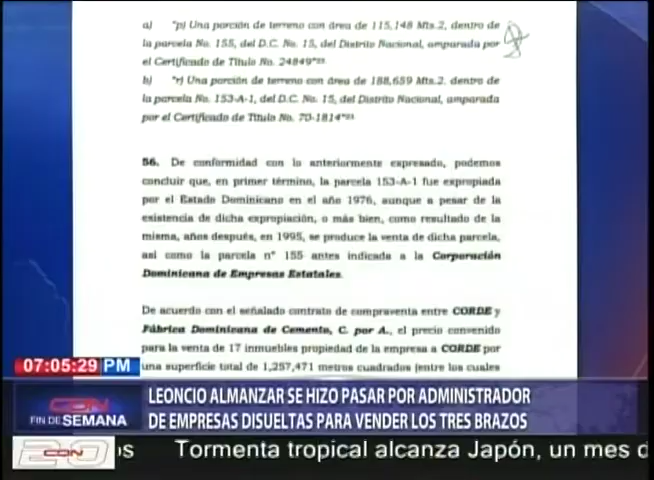 a) "p) Una porción de terreno con área de 115,148 Mts.2, dentro de
la parcela No. 155, del D.C. No. 15, del Distrito Nacional, amparada por
el Certificado de Título No. 24849"
b) "r) Una porción de terreno con área de 188,659 Mts.2. dentro de
la parcela No. 153-A-1, del D.C. No. 15, del Distrito Nacional, amparada
por el Certificado de Título No. 70-1814"
56. De conformidad con lo anteriormente expresado, podemos
concluir que, en primer término, la parcela 153-A-1 fue expropiada
por el Estado Dominicano en el año 1976, aunque a pesar de la
existencia de dicha expropiación, o más bien, como resultado de la
misma, años después, en 1995, se produce la venta de dicha parcela,
así como la parcela nº 155 antes indicada a la Corporación
Dominicana de Empresas Estatales.
De acuerdo con el señalado contrato de compraventa entre CORDE y
Fábrica Dominicana de Cemento, C. por A., el precio convenido
para la venta de 17 inmuebles propiedad de la empresa a CORDE por
una superficie total de 1,257,471 metros cuadrados (entre los cuales
07:05:29 PM
CDN
FIN DE SEMANA
LEONCIO ALMANZAR SE HIZO PASAR POR ADMINISTRADOR
DE EMPRESAS DISUELTAS PARA VENDER LOS TRES BRAZOS
20 CDN
os Tormenta tropical alcanza Japón, un mes d